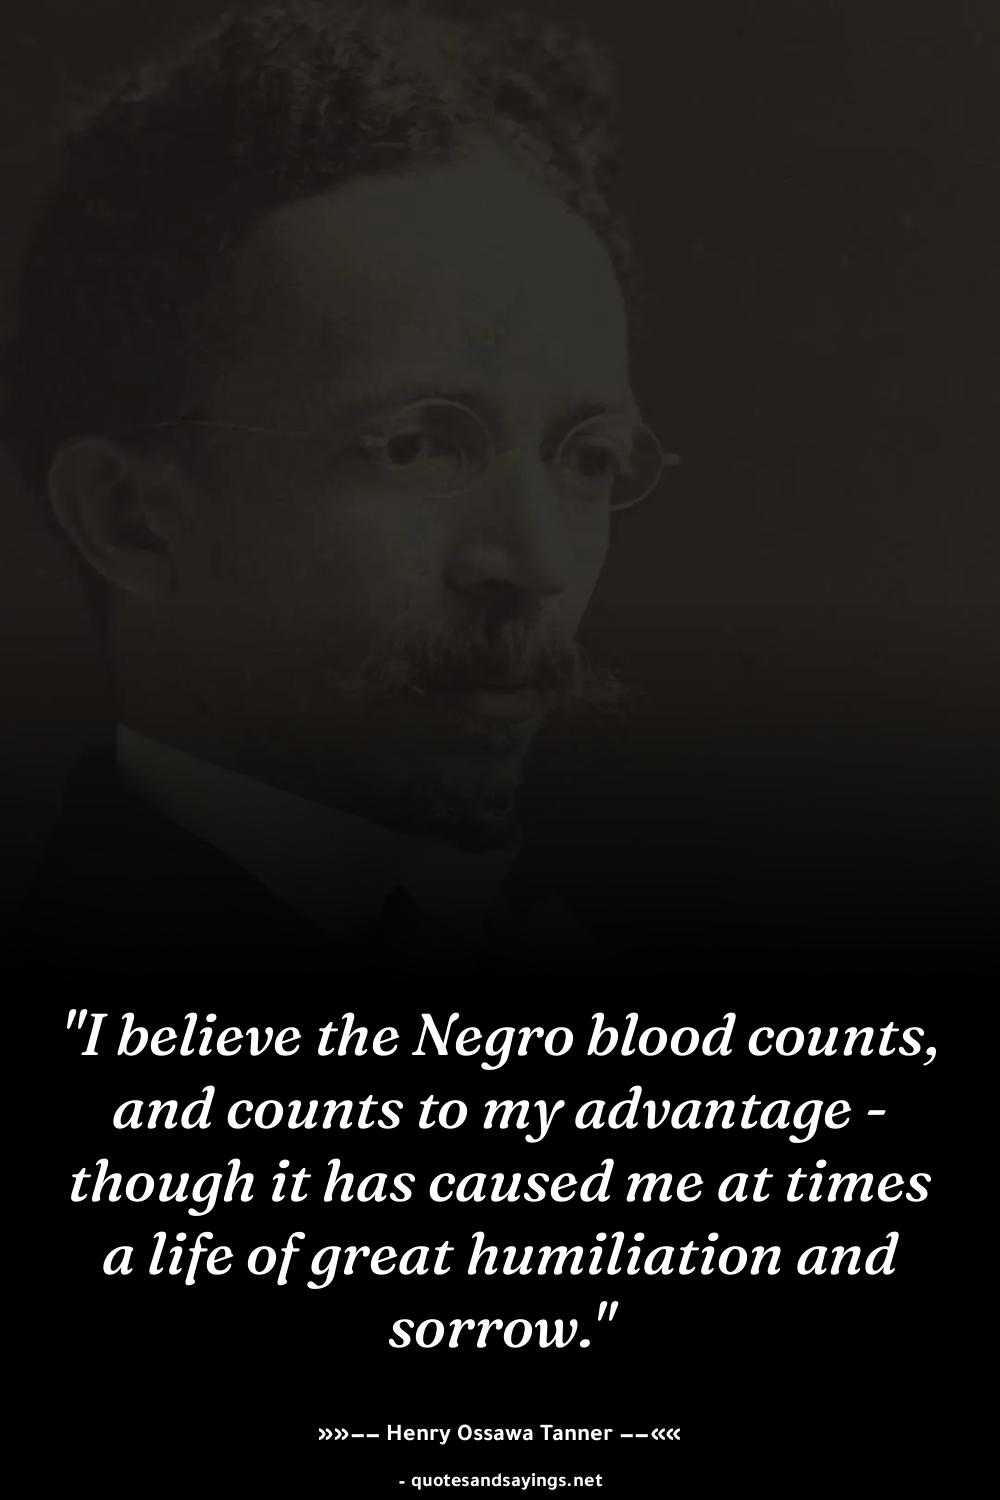 "I believe the Negro blood counts,
and counts to my advantage -
though it has caused me at times
a life of great humiliation and
sorrow."
»»−− Henry Ossawa Tanner −−««
- quotesandsayings.net